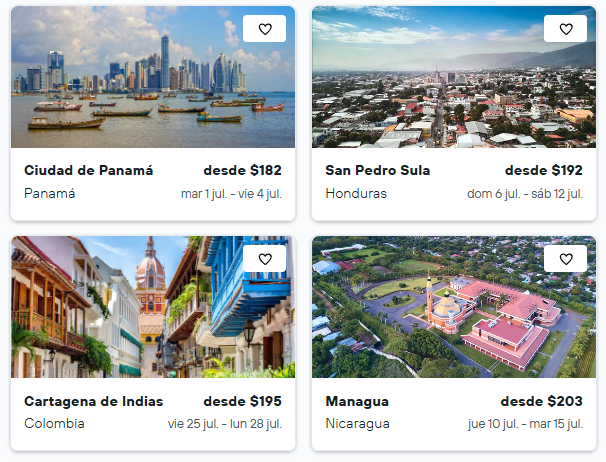 Ciudad de Panamá desde $182
Panamá mar 1 jul. - vie 4 jul.
San Pedro Sula desde $192
Honduras dom 6 jul. - sáb 12 jul.
Cartagena de Indias desde $195
Colombia vie 25 jul. - lun 28 jul.
Managua desde $203
Nicaragua jue 10 jul. - mar 15 jul.